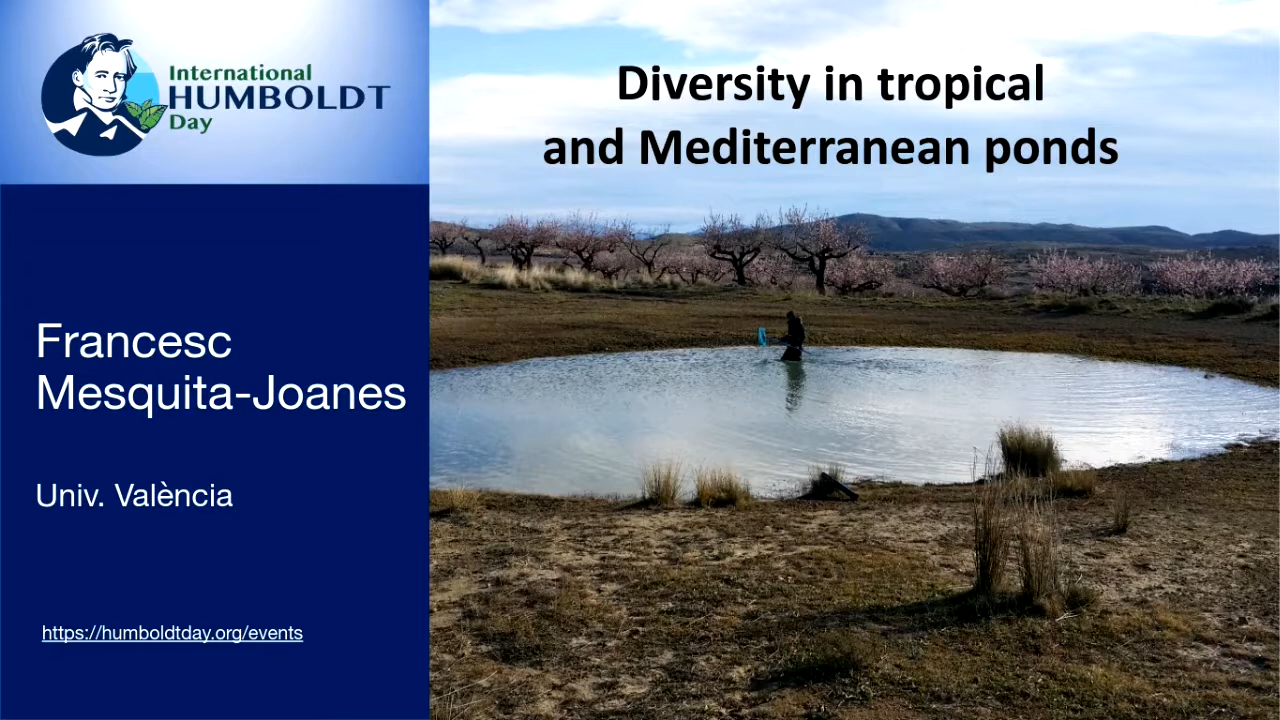 International
HUMBOLDT
Day
Diversity in tropical
and Mediterranean ponds
Francesc
Mesquita-Joanes
Univ. València
https://humboldtday.org/events